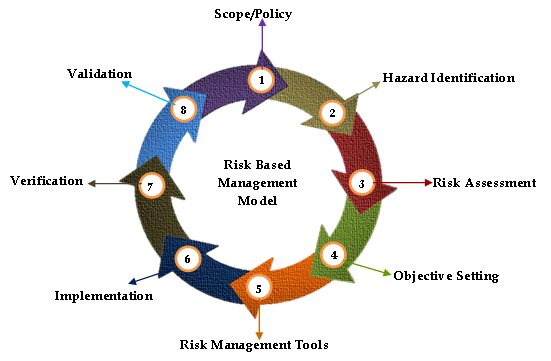 Scope/Policy
1
Hazard Identification
2
Risk Assessment
3
Objective Setting
4
Risk Management Tools
5
Implementation
6
Verification
7
Validation
8
Risk Based
Management
Model